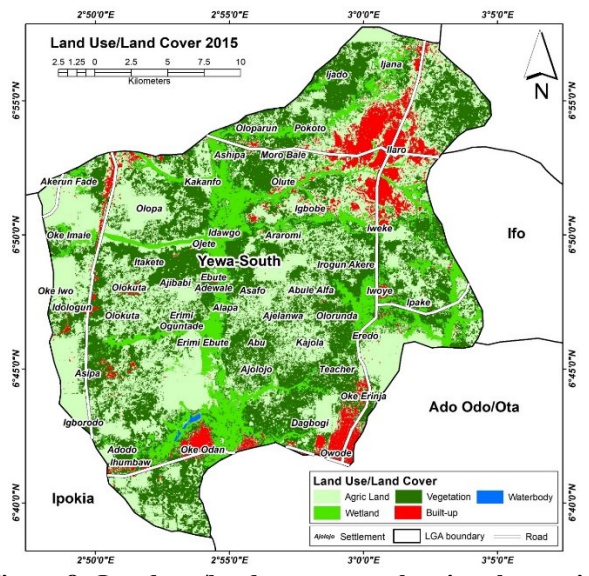 2°50'0"E 2°55'0"E 3°0'0"E 3°5'0"E
Land Use/Land Cover 2015
2.5 1.25 0 2.5 5 7.5 10
Kilometers
N
6°55'0"N
6°55'0"N
Ijana
Ijado
Oloparun Pokoto
Ilaro
Ashipa Moro Bale
Akerun Fade
Kakanfo Olute
Olopa
Igbobe
Iweke
6°50'0"N
6°50'0"N
Oke Imale
Idawgo
Araromi
Ojete
Ifo
Yewa-South
Itakete
Irogun Akere
Ebute
Adewale
Ajibabi
Oke Iwo
Olokuta
Asafo
Abule Alfa
Iwoye
Ipake
Idologun
Alapa
Olokuta
Erimi
Oguntade
Ajelanwa
Olorunda
Eredo
Erimi Ebute
Abu
Kajola
6°45'0"N
6°45'0"N
Asipa
Ajolojo
Teacher
Oke Erinja
Ado Odo/Ota
Igborodo
Dagbogi
Adodo
Oke Odan
Owode
Ihumbaw
Ipokia
6°40'0"N
6°40'0"N
Land Use/Land Cover
Agric Land Vegetation Waterbody
Wetland Built-up
Ajolojo Settlement LGA boundary Road
2°50'0"E 2°55'0"E 3°0'0"E 3°5'0"E